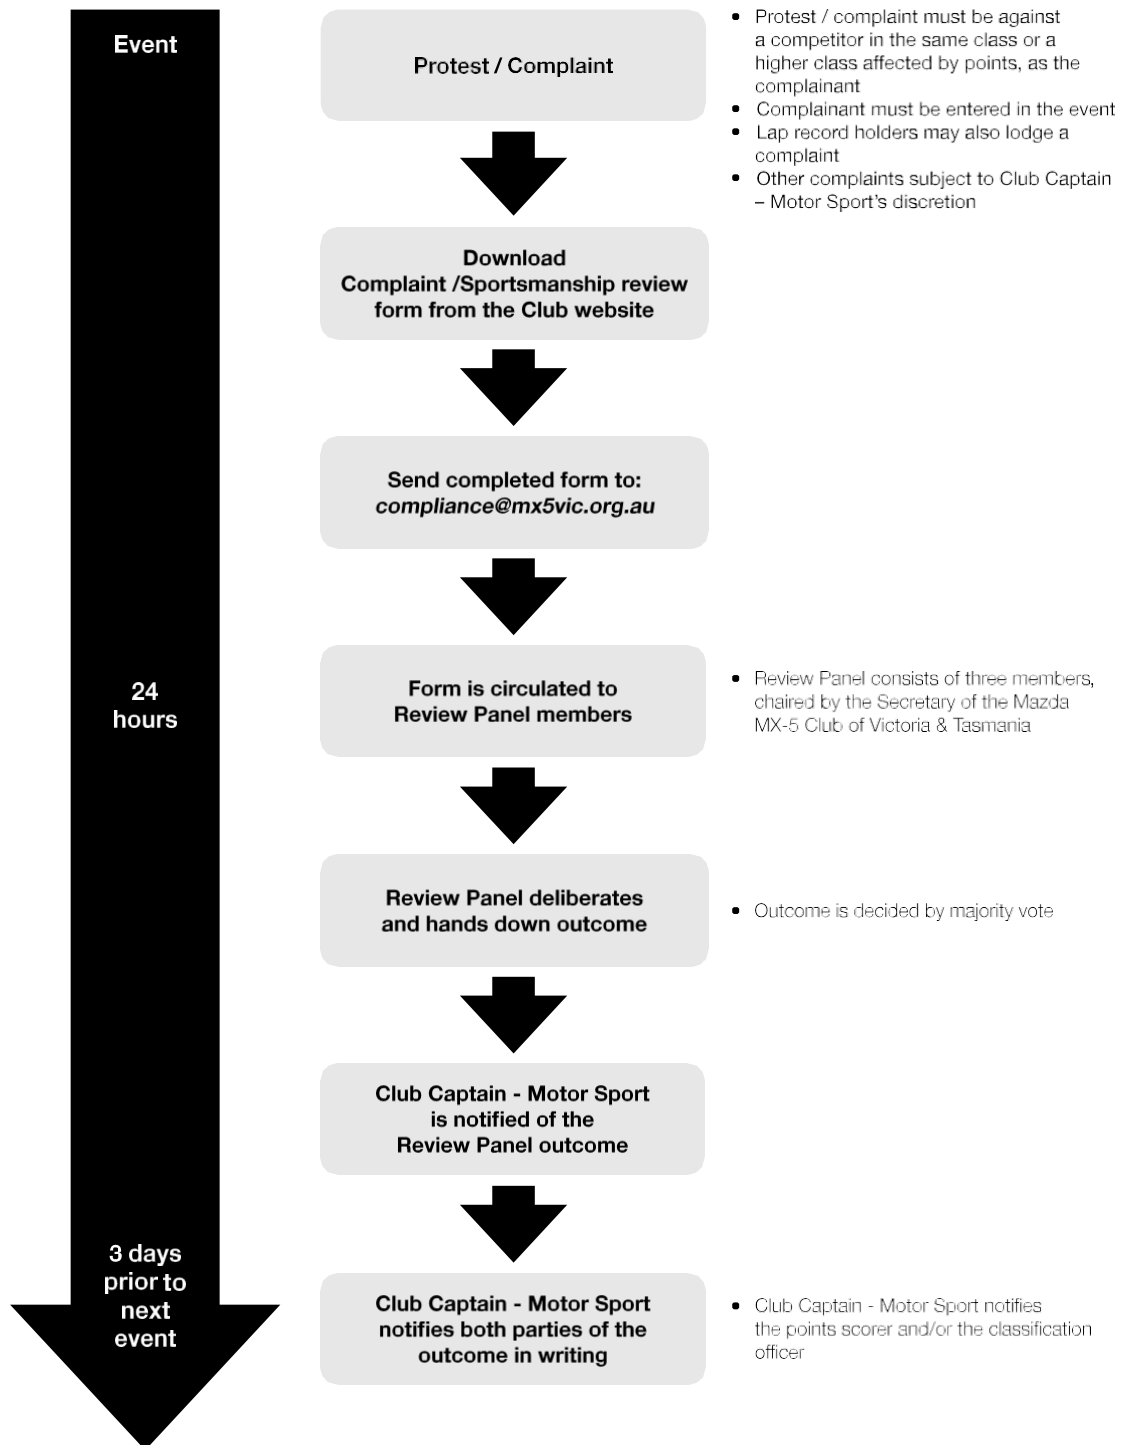 Event
Protest / Complaint
• Protest / complaint must be against
a competitor in the same class or a
higher class affected by points, as the
complainant
• Complainant must be entered in the event
• Lap record holders may also lodge a
complaint
• Other complaints subject to Club Captain
– Motor Sport's discretion
Download
Complaint /Sportsmanship review
form from the Club website
Send completed form to:
compliance@mx5vic.org.au
24
hours
Form is circulated to
Review Panel members
• Review Panel consists of three members,
chaired by the Secretary of the Mazda
MX-5 Club of Victoria & Tasmania
Review Panel deliberates
and hands down outcome
• Outcome is decided by majority vote
Club Captain - Motor Sport
is notified of the
Review Panel outcome
3 days
prior to
next
event
Club Captain - Motor Sport
notifies both parties of the
outcome in writing
• Club Captain - Motor Sport notifies
the points scorer and/or the classification
officer